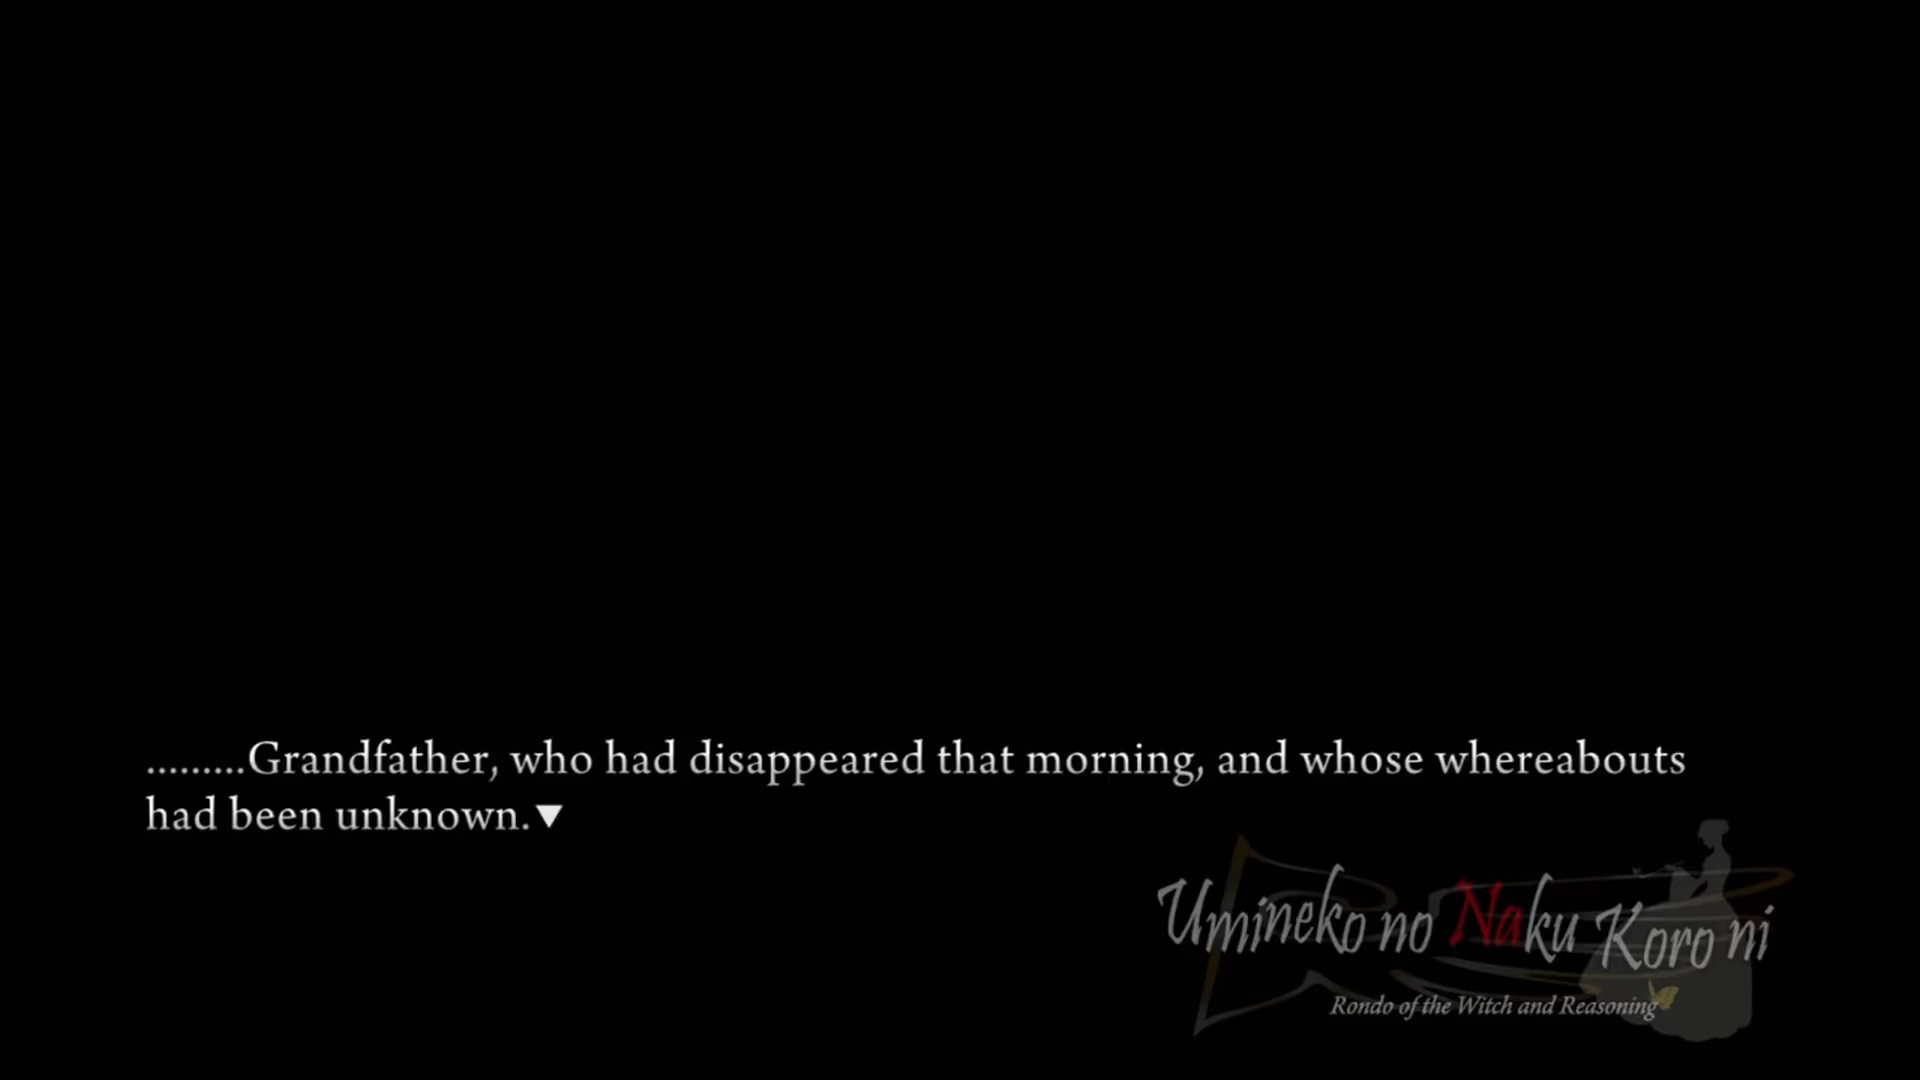 .........Grandfather, who had disappeared that morning, and whose whereabouts
had been unknown.▼
Umineko no Naku Koro ni
Rondo of the Witch and Reasoning